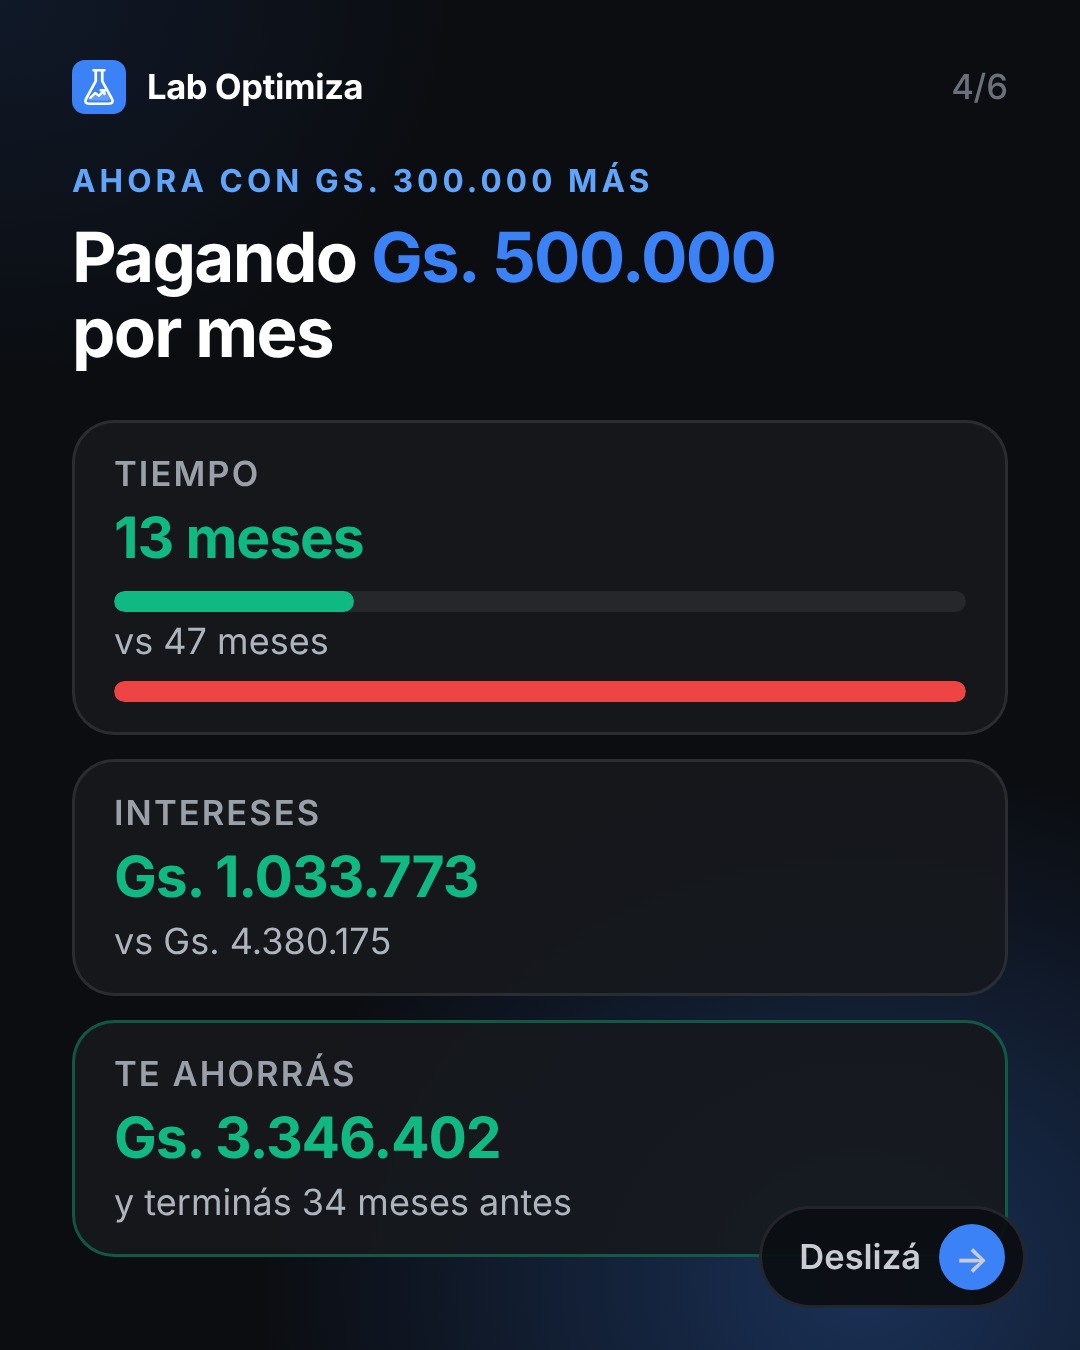 Lab Optimiza
4/6
AHORA CON GS. 300.000 MÁS
Pagando Gs. 500.000
por mes
TIEMPO
13 meses
vs 47 meses
INTERESES
Gs. 1.033.773
vs Gs. 4.380.175
TE AHORRÁS
Gs. 3.346.402
y terminás 34 meses antes
Deslizá